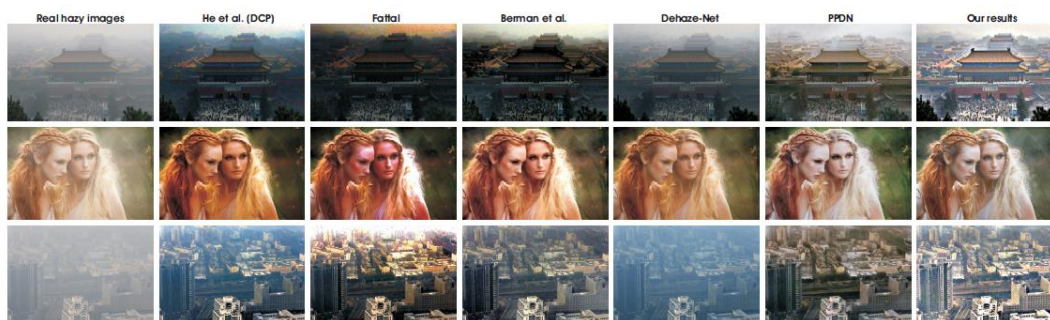 Real hazy images He et al. (DCP) Fattal Berman et al. Dehaze-Net PPDN Our results